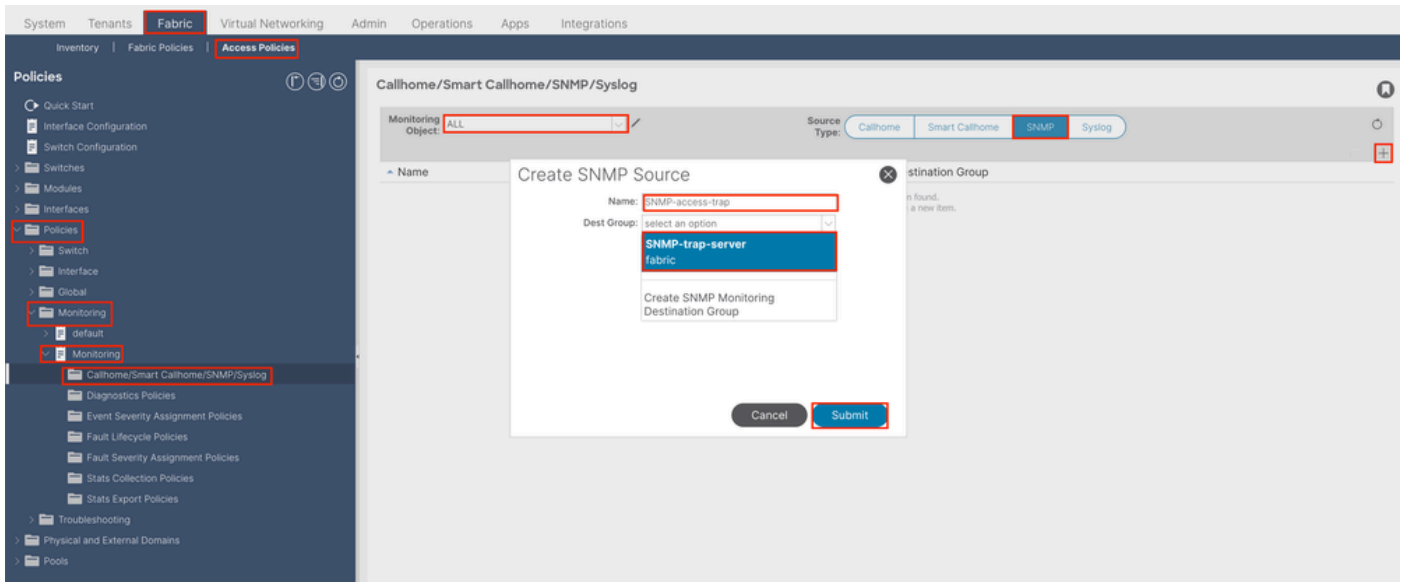 System Tenants Fabric Virtual Networking Admin Operations Apps Integrations
Inventory | Fabric Policies | Access Policies
Policies
Quick Start
Interface Configuration
Switch Configuration
Switches
Modules
Interfaces
Policies
Switch
Interface
Global
Monitoring
default
Monitoring
Callhome/Smart Callhome/SNMP/Syslog
Diagnostics Policies
Event Severity Assignment Policies
Fault Lifecycle Policies
Fault Severity Assignment Policies
Stats Collection Policies
Stats Export Policies
Troubleshooting
Physical and External Domains
Pools
Callhome/Smart Callhome/SNMP/Syslog
Monitoring Object: ALL
Source Type: Callhome Smart Callhome SNMP Syslog
Name
stination Group
n found.
a new item.
Create SNMP Source
Name: SNMP-access-trap
Dest Group: select an option
SNMP-trap-server
fabric
Create SNMP Monitoring
Destination Group
Cancel Submit